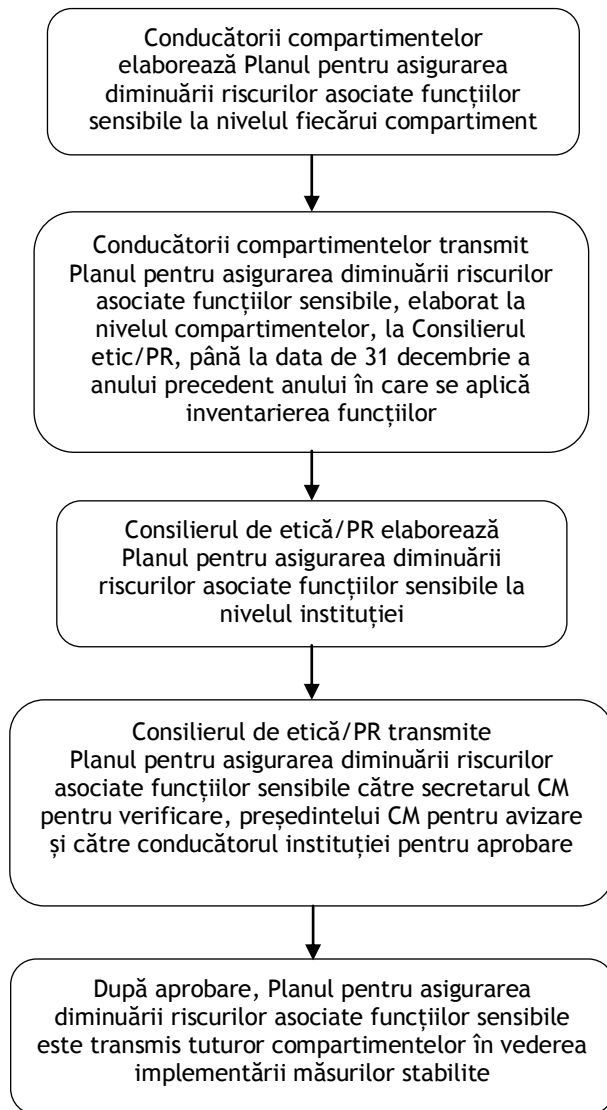 Conducătorii compartimentelor
elaborează Planul pentru asigurarea
diminuării riscurilor asociate funcțiilor
sensibile la nivelul fiecărui compartiment
Conducătorii compartimentelor transmit
Planul pentru asigurarea diminuării riscurilor
asociate funcțiilor sensibile, elaborat la
nivelul compartimentelor, la Consilierul
etic/PR, până la data de 31 decembrie a
anului precedent anului în care se aplică
inventarierea funcțiilor
Consilierul de etică/PR elaborează
Planul pentru asigurarea diminuării
riscurilor asociate funcțiilor sensibile la
nivelul instituției
Consilierul de etică/PR transmite
Planul pentru asigurarea diminuării riscurilor
asociate funcțiilor sensibile către secretarul CM
pentru verificare, președintelui CM pentru avizare
și către conducătorul instituției pentru aprobare
După aprobare, Planul pentru asigurarea
diminuării riscurilor asociate funcțiilor sensibile
este transmis tuturor compartimentelor în vederea
implementării măsurilor stabilite